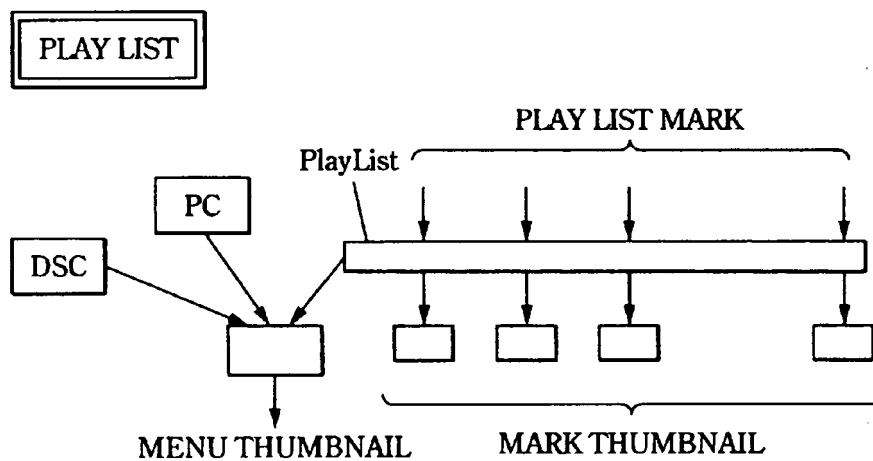 PLAY LIST
PLAY LIST MARK
PlayList
PC
DSC
MENU THUMBNAIL
MARK THUMBNAIL